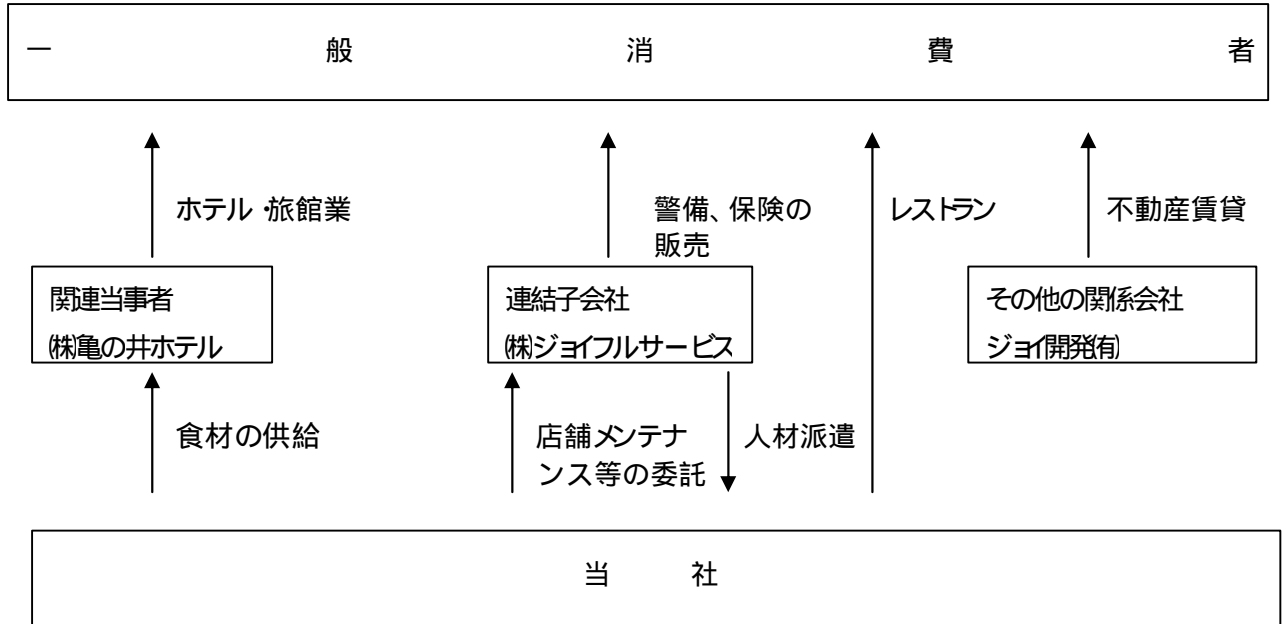 一般消費者
ホテル・旅館業
警備、保険の
販売
レストラン
不動産賃貸
関連当事者
㈱亀の井ホテル
連結子会社
㈱ジョイフルサービス
その他の関係会社
ジョイ開発㈲
食材の供給
店舗メンテナ
ンス等の委託
人材派遣
当社